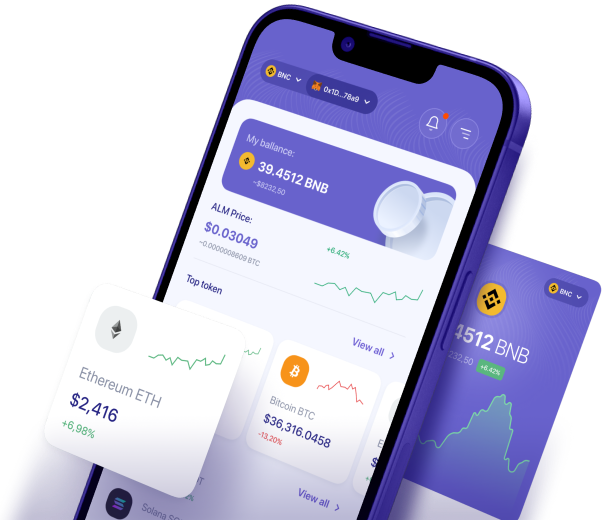 BNC
0x1D...78a9
My ballance:
39.4512 BNB
~$8232,50
ALM Price:
$0.03049
~0.0000008609 BTC
+6.42%
Top token
View all
Ethereum ETH
$2,416
+6,98%
Bitcoin BTC
$36,316.0458
-13,20%
E
$
View all
Solana SO
BNC
4512 BNB
232,50
+6.42%